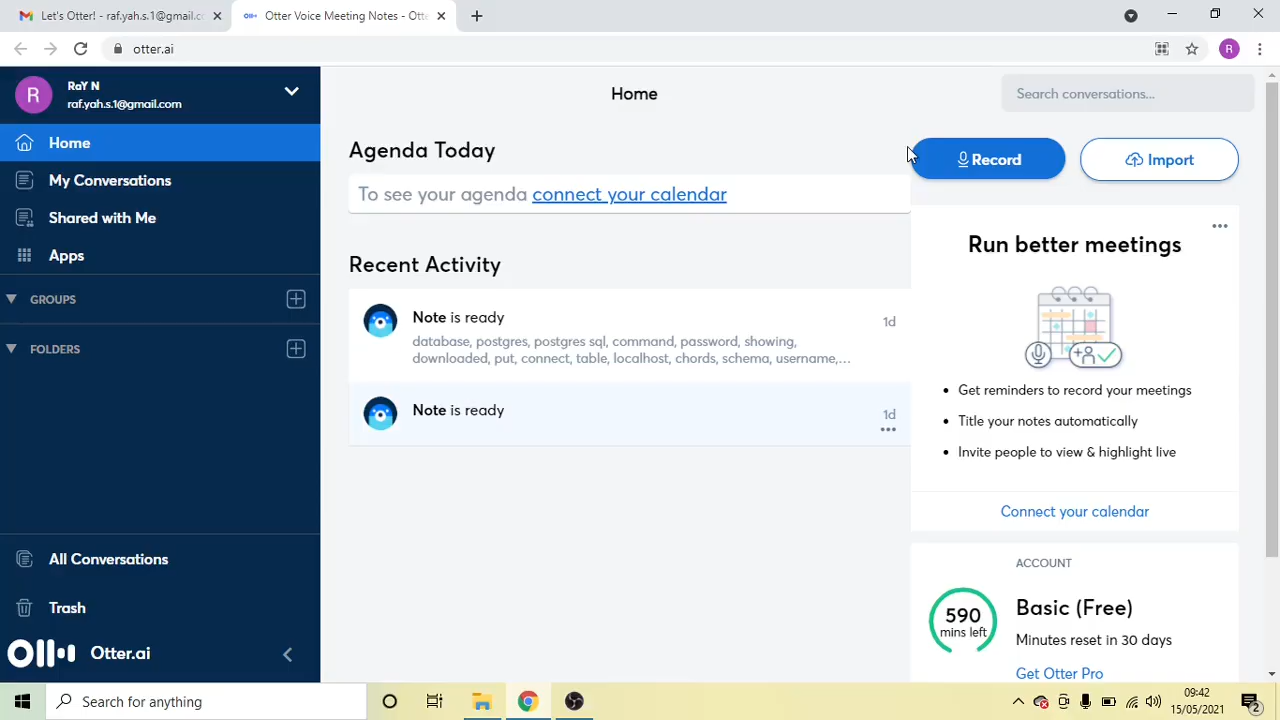 Let's Otter! - raf.yah.s.1@gmail.c
Otter Voice Meeting Notes - Otte
otter.ai
R
R
RaY N
raf.yah.s.1@gmail.com
Home
My Conversations
Shared with Me
Apps
GROUPS
FOLDERS
All Conversations
Trash
Otter.ai
Home
Search conversations...
Record
Import
Agenda Today
To see your agenda connect your calendar
Recent Activity
Note is ready
1d
database, postgres, postgres sql, command, password, showing,
downloaded, put, connect, table, localhost, chords, schema, username,...
Note is ready
1d
Run better meetings
• Get reminders to record your meetings
• Title your notes automatically
• Invite people to view & highlight live
Connect your calendar
ACCOUNT
590
mins left
Basic (Free)
Minutes reset in 30 days
Get Otter Pro
Search for anything
09:42
15/05/2021
2